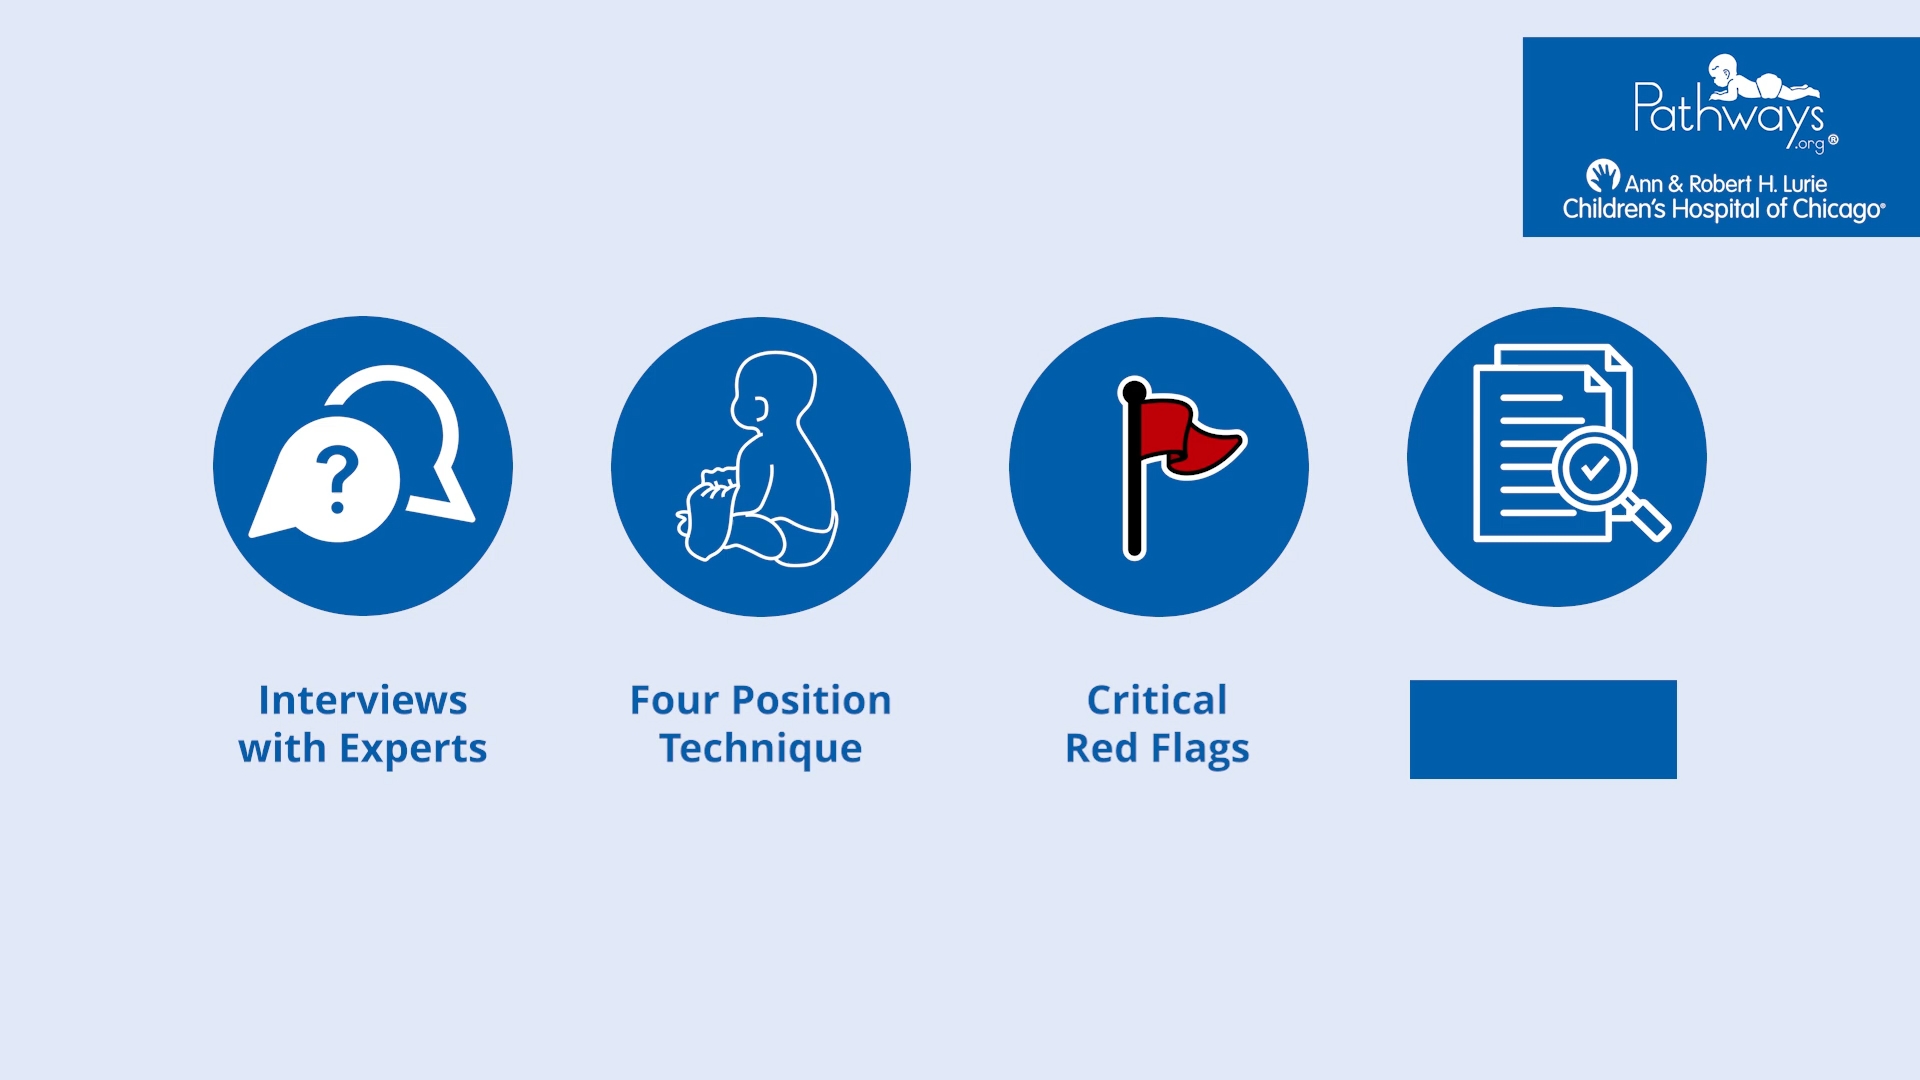 Pathways
.org®
Ann & Robert H. Lurie
Children's Hospital of Chicago®
?
Interviews
with Experts
Four Position
Technique
Critical
Red Flags